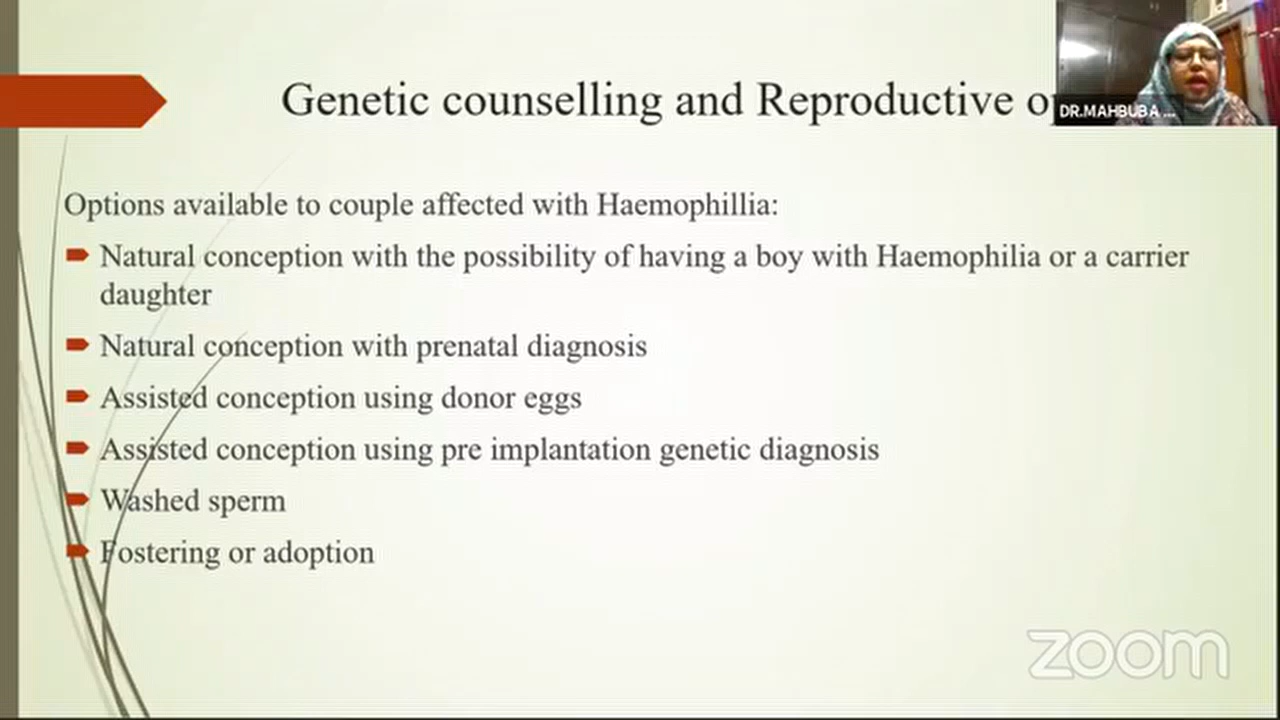 Genetic counselling and Reproductive
DR.MAHBUBA ...
Options available to couple affected with Haemophillia:
Natural conception with the possibility of having a boy with Haemophilia or a carrier
daughter
Natural conception with prenatal diagnosis
Assisted conception using donor eggs
Assisted conception using pre implantation genetic diagnosis
Washed sperm
Fostering or adoption
zoom